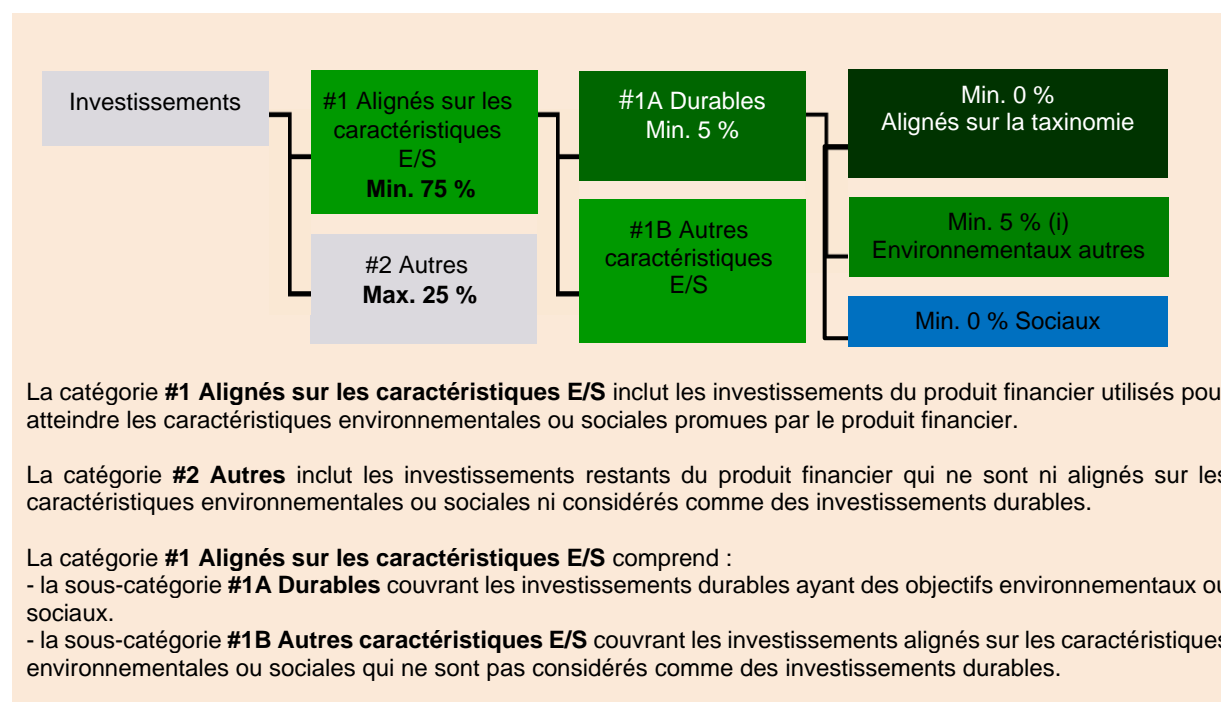 Investissements
#1 Alignés sur les
caractéristiques
E/S
Min. 75 %
#2 Autres
Max. 25 %
#1A Durables
Min. 5 %
#1B Autres
caractéristiques
E/S
Min. 0 %
Alignés sur la taxinomie
Min. 5 % (i)
Environnementaux autres
Min. 0 % Sociaux
La catégorie #1 Alignés sur les caractéristiques E/S inclut les investissements du produit financier utilisés pou
atteindre les caractéristiques environnementales ou sociales promues par le produit financier.
La catégorie #2 Autres inclut les investissements restants du produit financier qui ne sont ni alignés sur les
caractéristiques environnementales ou sociales ni considérés comme des investissements durables.
La catégorie #1 Alignés sur les caractéristiques E/S comprend :
- la sous-catégorie #1A Durables couvrant les investissements durables ayant des objectifs environnementaux ou
sociaux.
- la sous-catégorie #1B Autres caractéristiques E/S couvrant les investissements alignés sur les caractéristiques
environnementales ou sociales qui ne sont pas considérés comme des investissements durables.